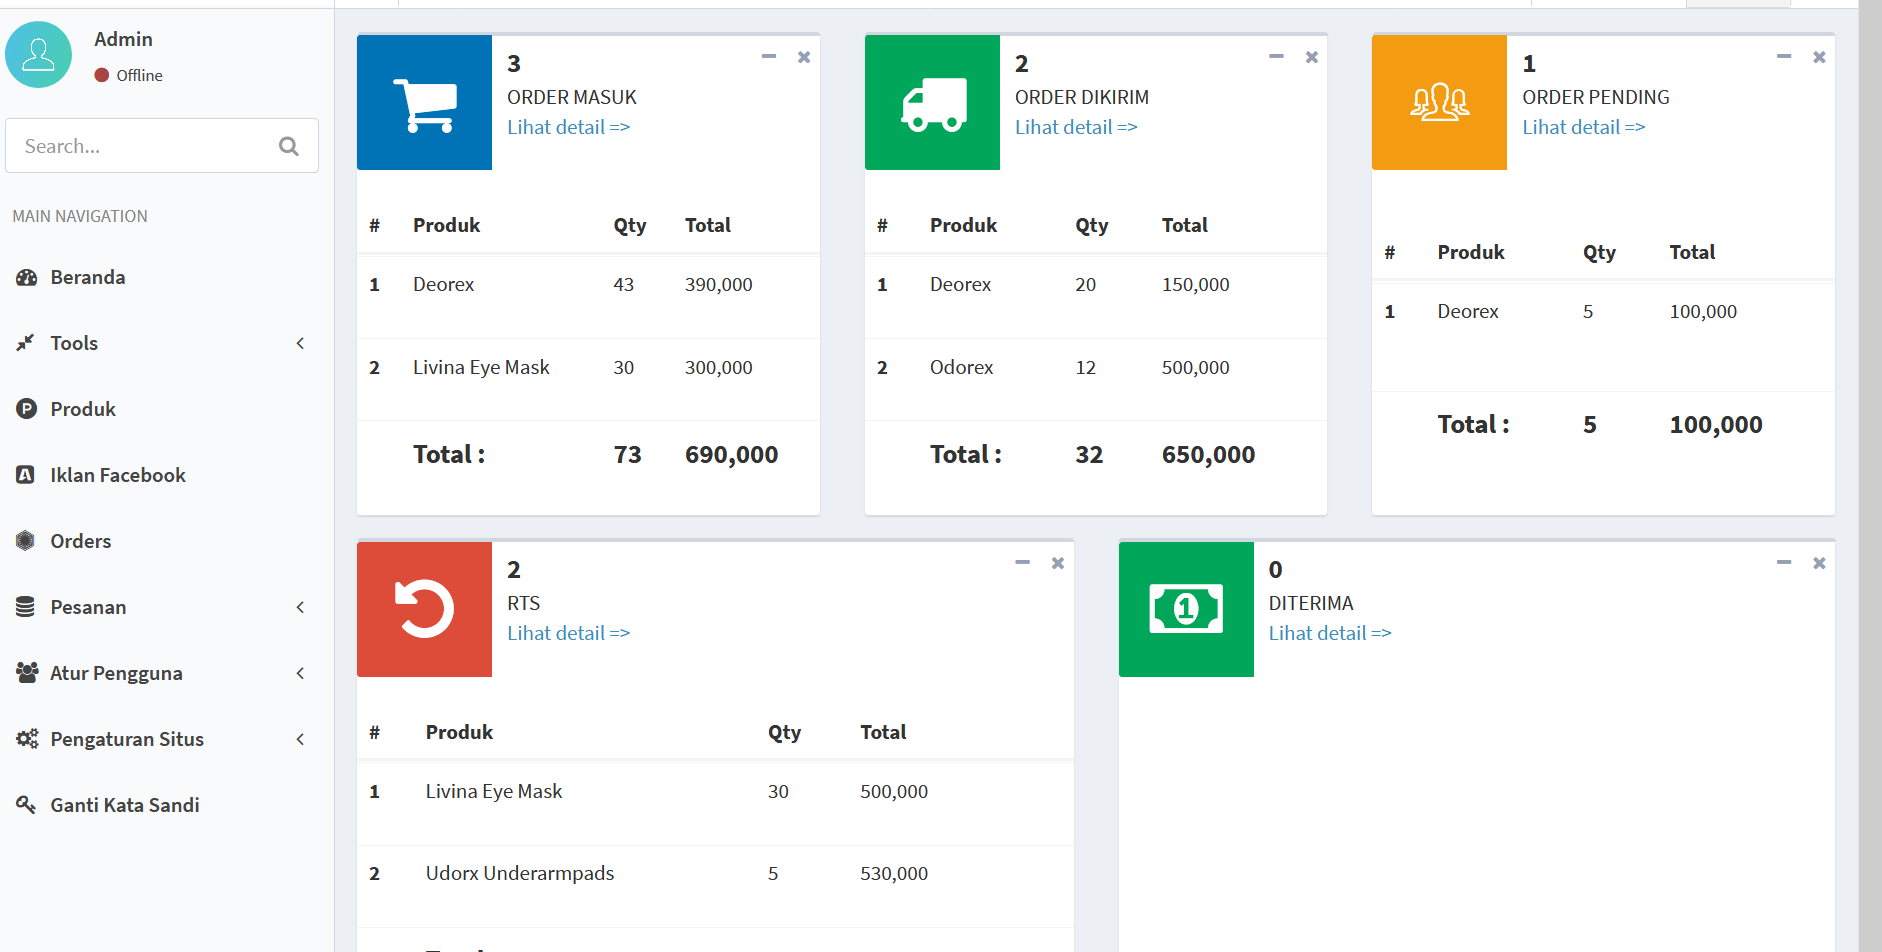 Admin
Offline
Search...
MAIN NAVIGATION
Beranda
Tools
Produk
Iklan Facebook
Orders
Pesanan
Atur Pengguna
Pengaturan Situs
Ganti Kata Sandi
3
ORDER MASUK
Lihat detail =>
# Produk Qty Total
1 Deorex 43 390,000
2 Livina Eye Mask 30 300,000
Total : 73 690,000
2
ORDER DIKIRIM
Lihat detail =>
# Produk Qty Total
1 Deorex 20 150,000
2 Odorex 12 500,000
Total : 32 650,000
1
ORDER PENDING
Lihat detail =>
# Produk Qty Total
1 Deorex 5 100,000
Total : 5 100,000
2
RTS
Lihat detail =>
# Produk Qty Total
1 Livina Eye Mask 30 500,000
2 Udorx Underarmpads 5 530,000
0
DITERIMA
Lihat detail =>